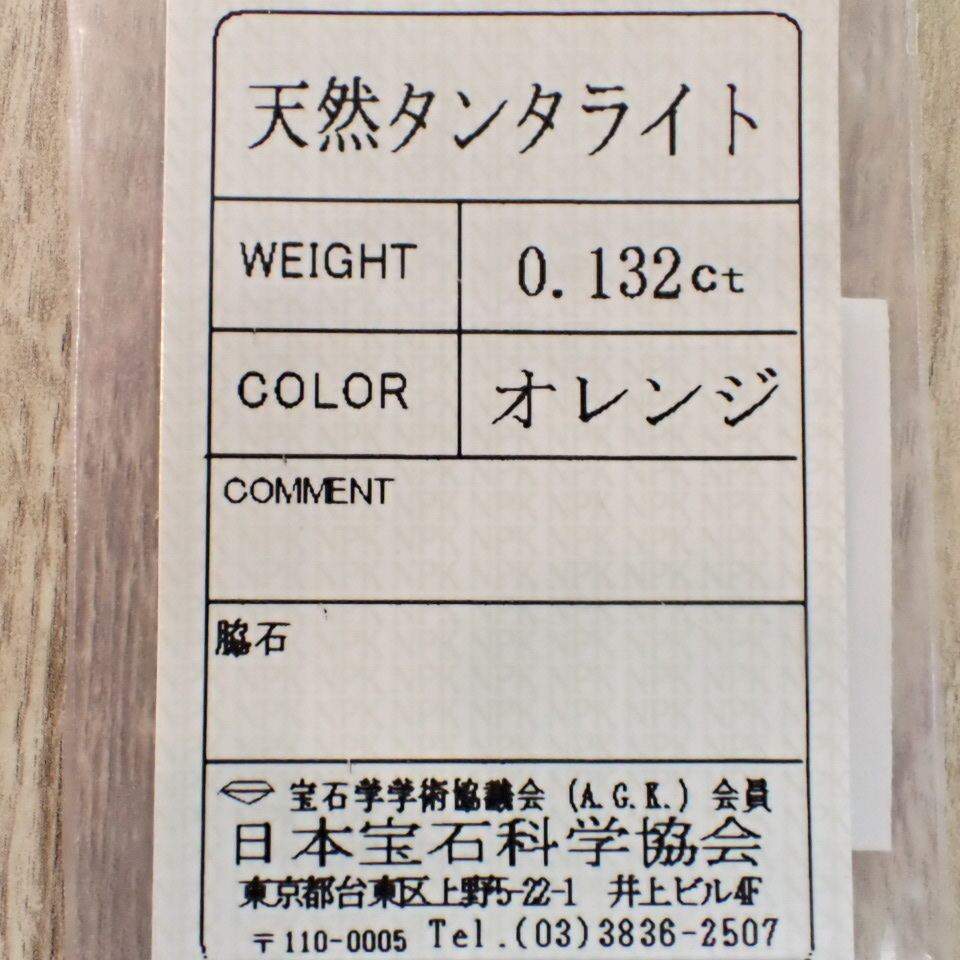 天然タンタライト
WEIGHT 0.132ct
COLOR オレンジ
COMMENT
脇石
宝石学学術協議会 (A.G.K.) 会員
日本宝石科学協会
東京都台東区上野5-22-1 井上ビル4F
〒110-0005 Tel.(03)3836-2507